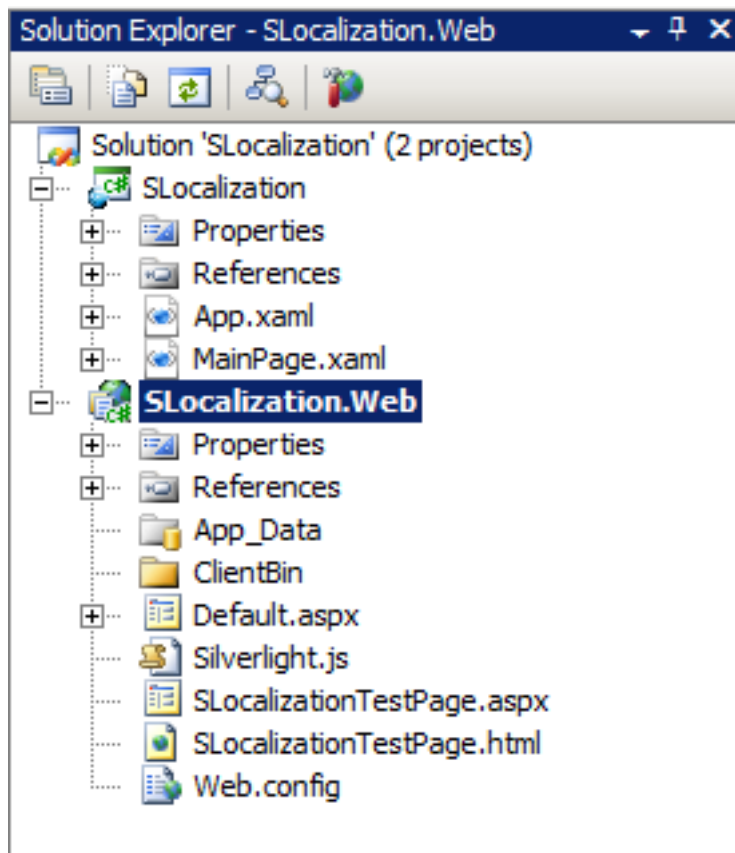 Solution Explorer - SLocalization.Web
Solution 'SLocalization' (2 projects)
SLocalization
Properties
References
App.xaml
MainPage.xaml
SLocalization.Web
Properties
References
App_Data
ClientBin
Default.aspx
Silverlight.js
SLocalizationTestPage.aspx
SLocalizationTestPage.html
Web.config